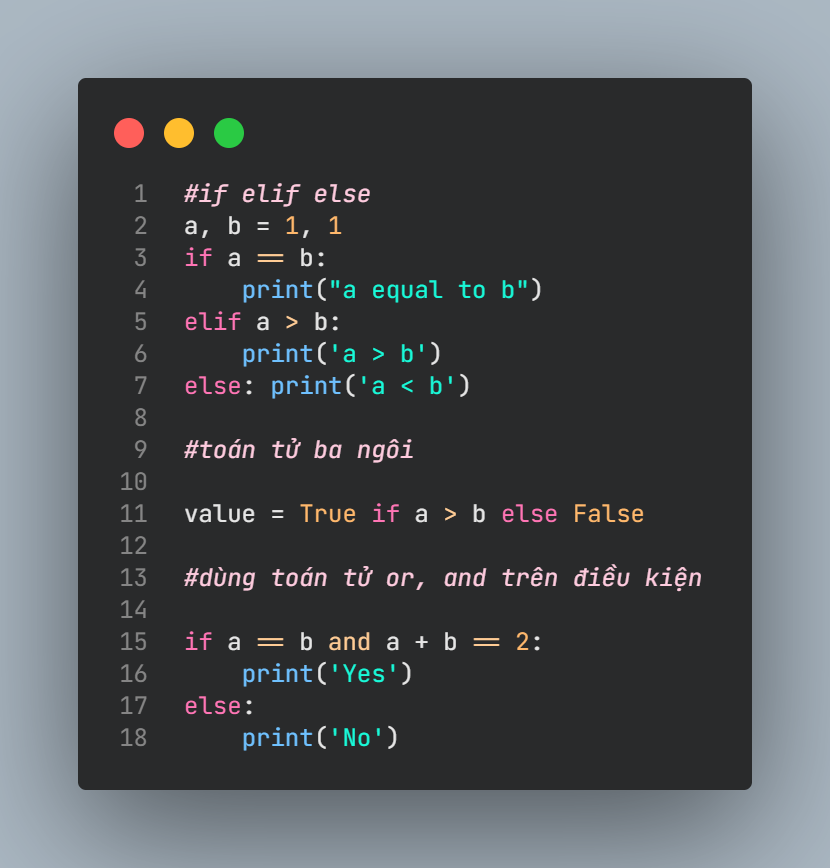 1 #if elif else
2 a, b = 1, 1
3 if a == b:
4     print("a equal to b")
5 elif a > b:
6     print('a > b')
7 else: print('a < b')
8
9 #toán tử ba ngôi
10
11 value = True if a > b else False
12
13 #dùng toán tử or, and trên điều kiện
14
15 if a == b and a + b == 2:
16     print('Yes')
17 else:
18     print('No')